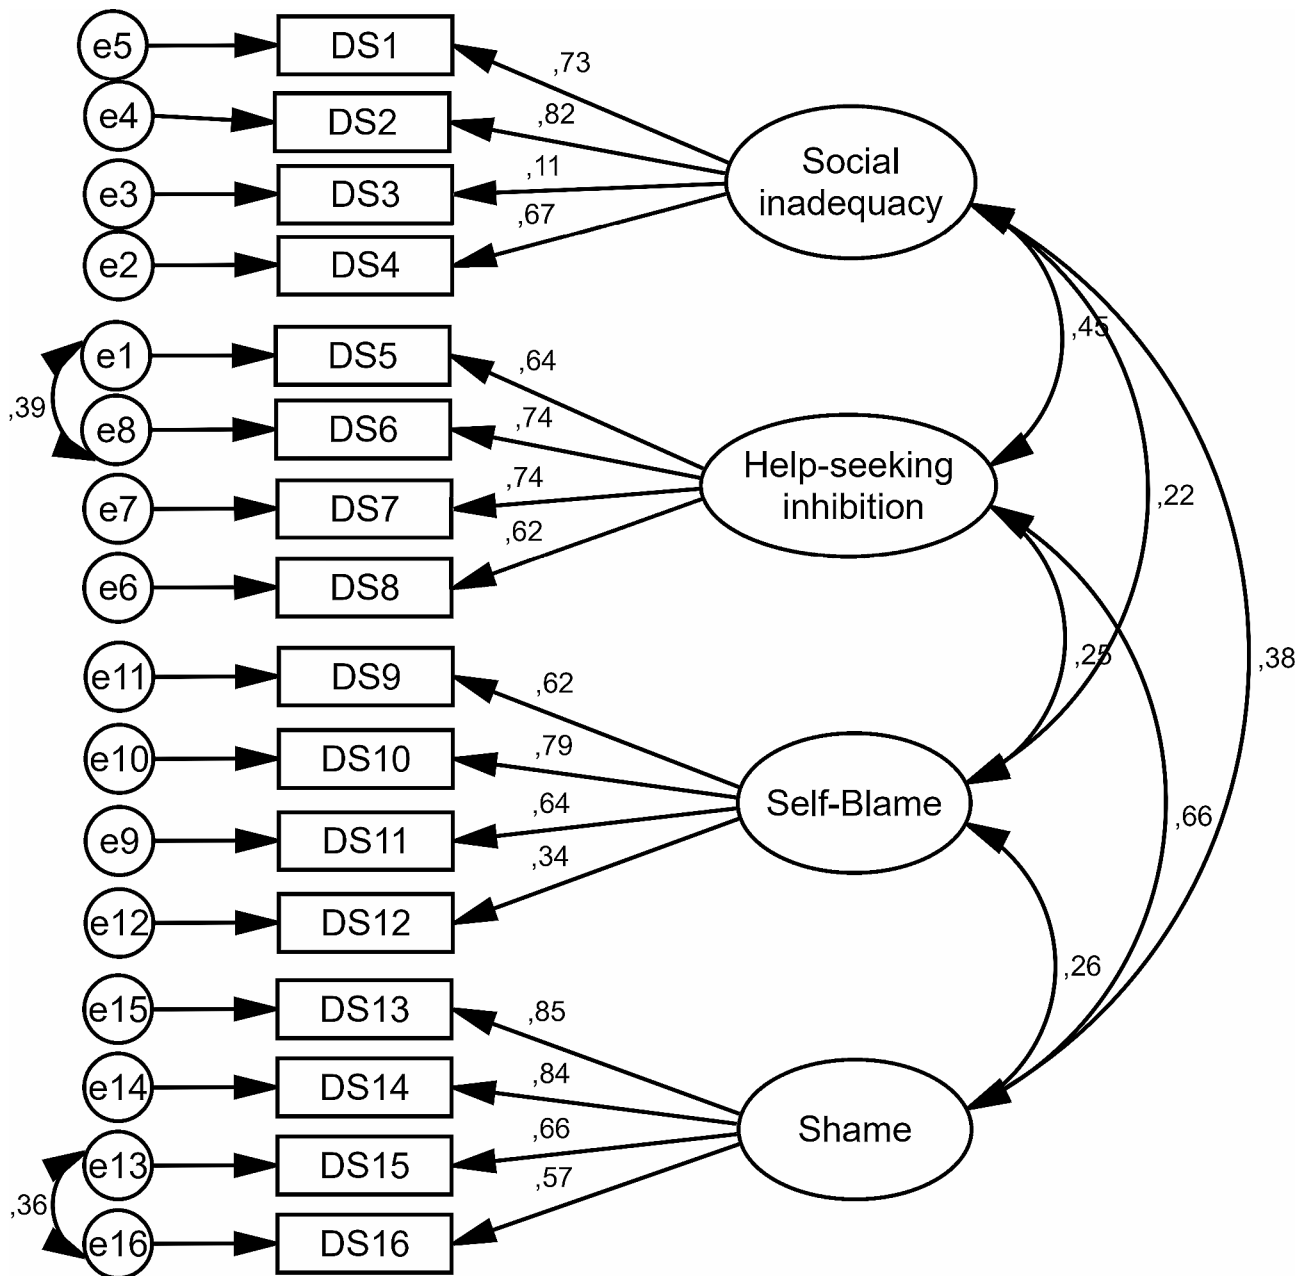 e5
DS1
,73
e4
DS2
,82
e3
DS3
,11
e2
DS4
,67
Social
inadequacy
e1
DS5
,64
,39
e8
DS6
,74
e7
DS7
,74
e6
DS8
,62
Help-seeking
inhibition
,45
,22
,25
,38
e11
DS9
,62
e10
DS10
,79
e9
DS11
,64
e12
DS12
,34
Self-Blame
,66
,26
e15
DS13
,85
e14
DS14
,84
e13
DS15
,66
,36
e16
DS16
,57
Shame